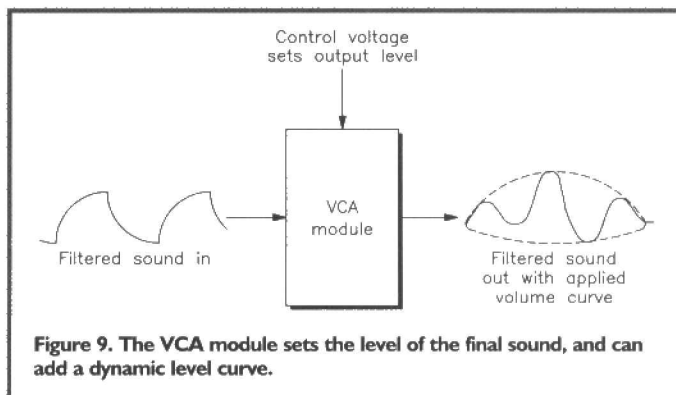 Control voltage
sets output level
VCA
module
Filtered sound in
Filtered sound
out with applied
volume curve
Figure 9. The VCA module sets the level of the final sound, and can
add a dynamic level curve.